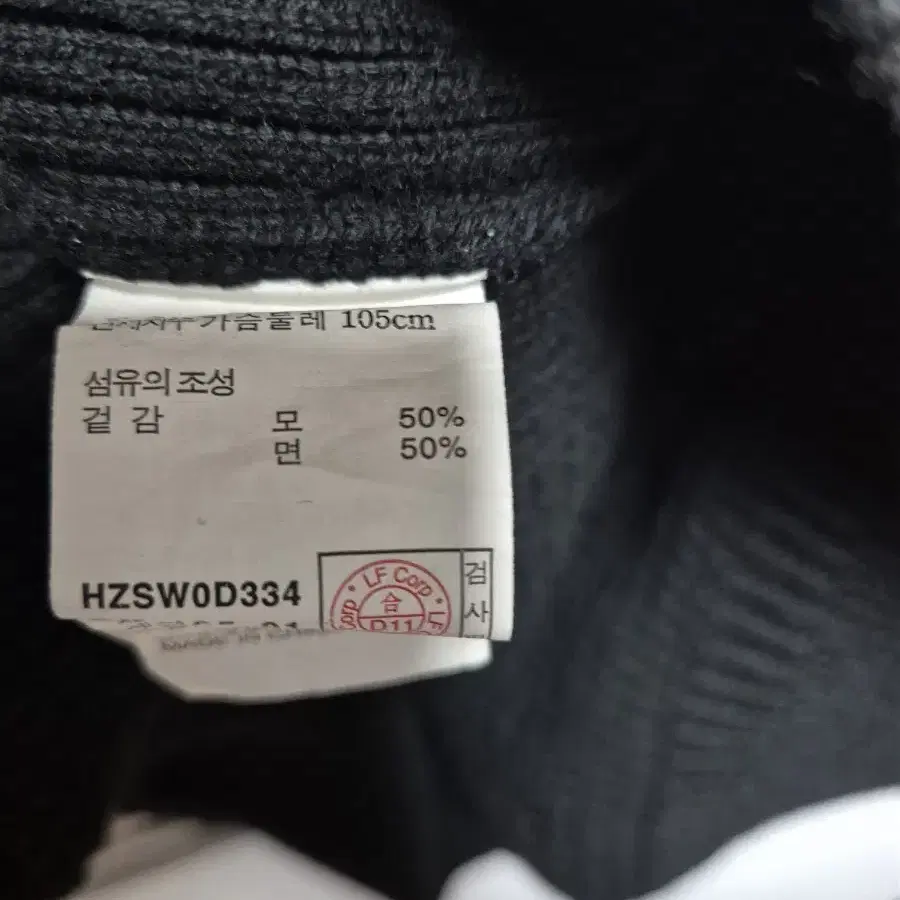 가슴둘레 105cm
섬유의 조성
겉 감 모 50%
면 50%
HZSW0D334
LF Corp
합
검
사